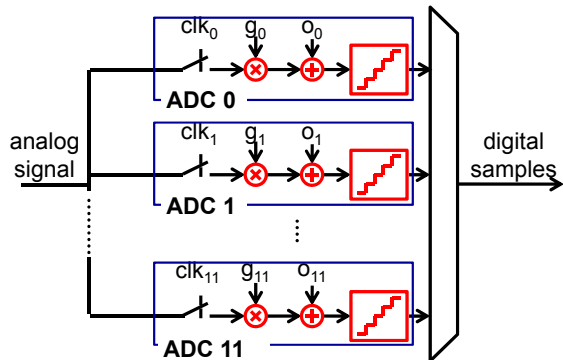 clk₀ g₀ o₀
ADC 0
analog
signal
clk₁ g₁ o₁
ADC 1
digital
samples
clk₁₁ g₁₁ o₁₁
ADC 11